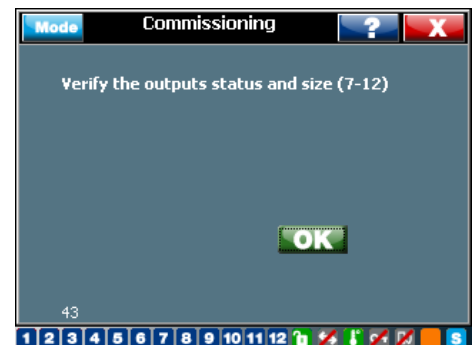 Mode Commissioning ? X
Verify the outputs status and size (7-12)
OK
43
1 2 3 4 5 6 7 8 9 10 11 12 S